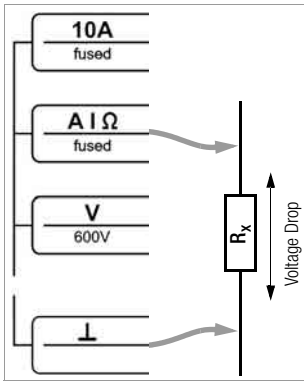 10A
fused
A I Ω
fused
V
600V
⊥
Rx
Voltage Drop